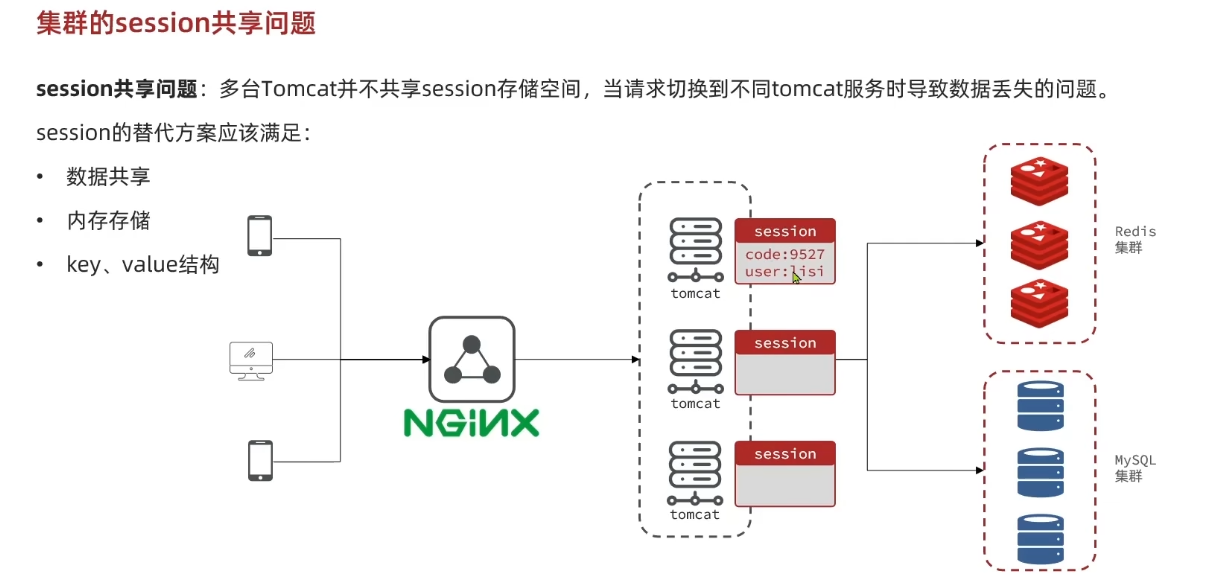 集群的session共享问题
session共享问题：多台Tomcat并不共享session存储空间，当请求切换到不同tomcat服务时导致数据丢失的问题。
session的替代方案应该满足：
• 数据共享
• 内存存储
• key、value结构
NGINX
session
code:9527
user:lisi
tomcat
session
tomcat
session
tomcat
Redis
集群
MySQL
集群